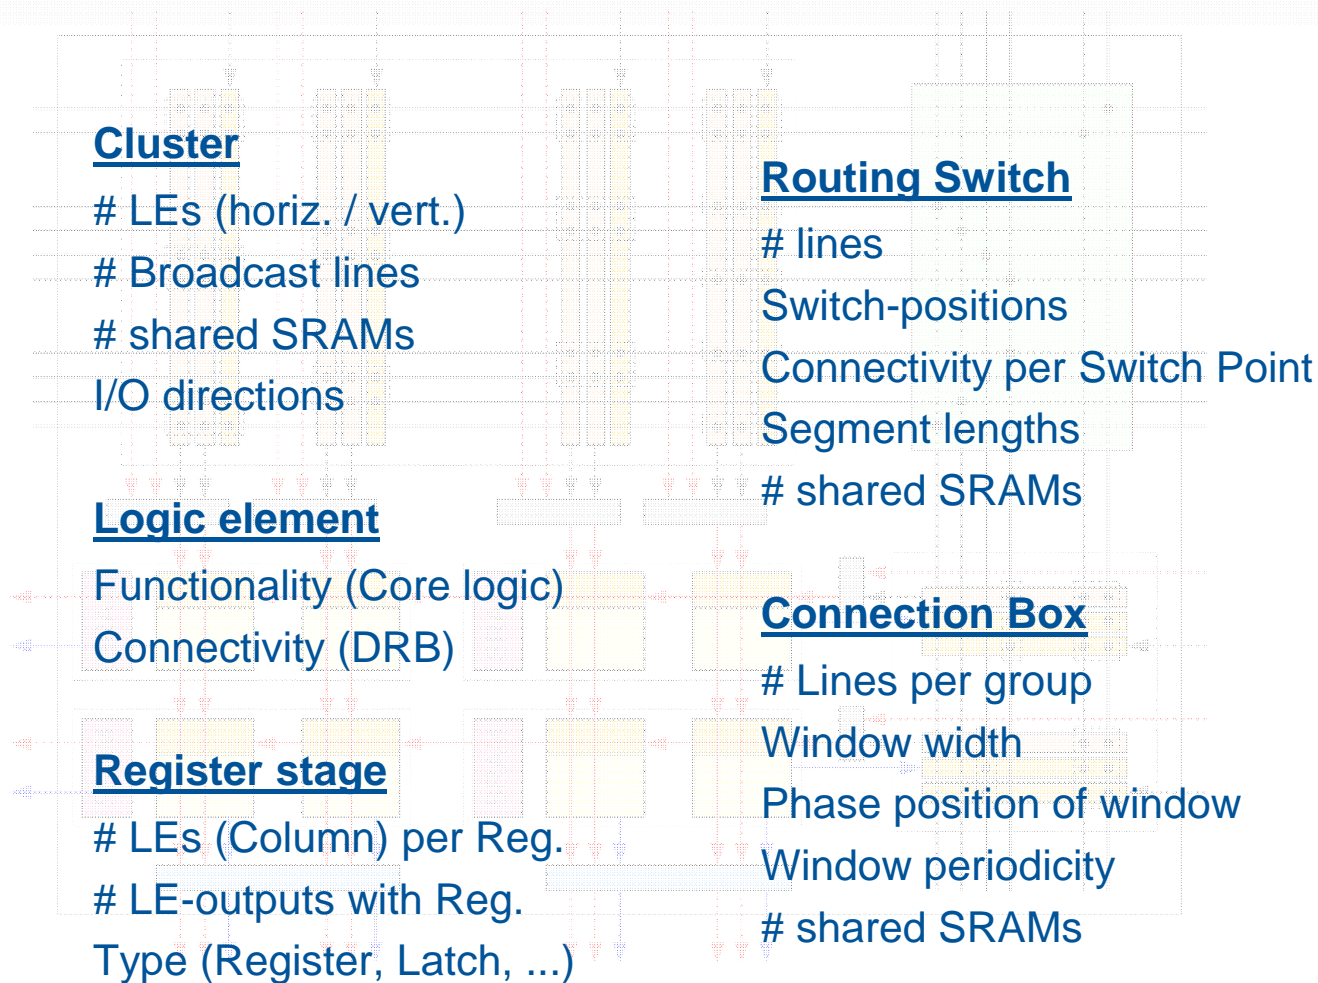 Cluster
# LEs (horiz. / vert.)
# Broadcast lines
# shared SRAMs
I/O directions
Logic element
Functionality (Core logic)
Connectivity (DRB)
Register stage
# LEs (Column) per Reg.
# LE-outputs with Reg.
Type (Register, Latch, ...)
Routing Switch
# lines
Switch-positions
Connectivity per Switch Point
Segment lengths
# shared SRAMs
Connection Box
# Lines per group
Window width
Phase position of window
Window periodicity
# shared SRAMs